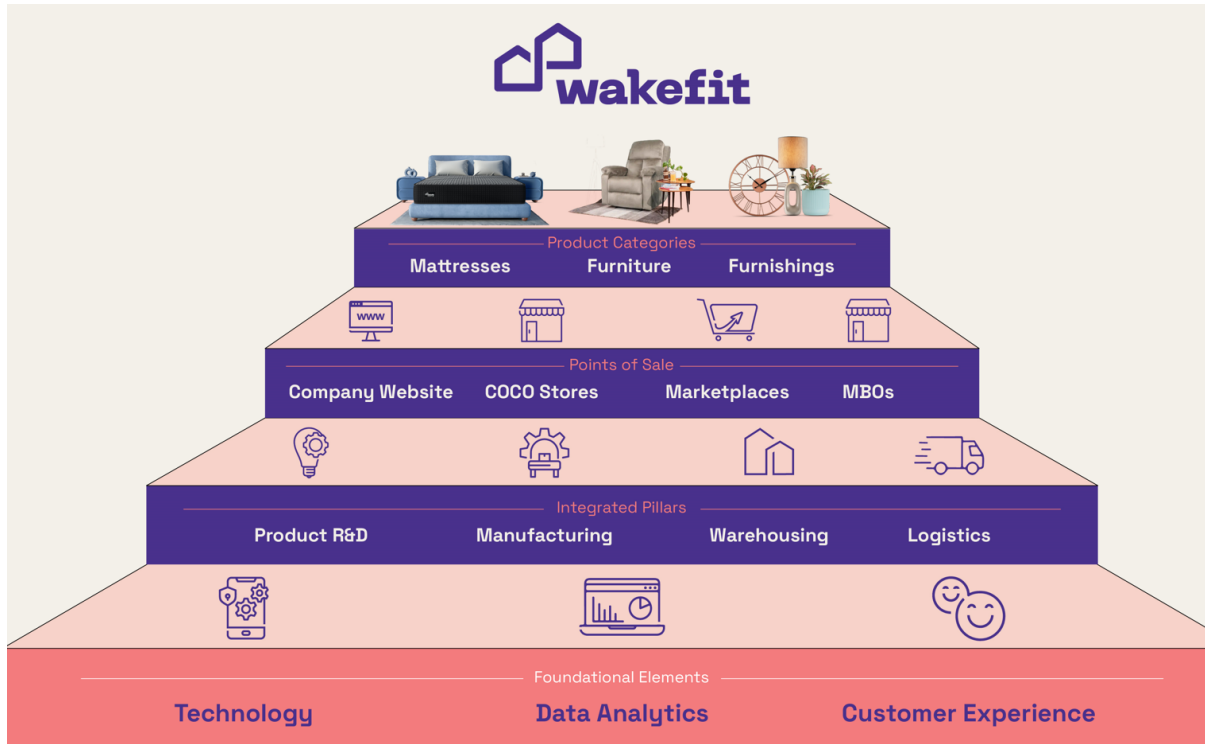 wakefit
Product Categories
Mattresses Furniture Furnishings
www
Points of Sale
Company Website COCO Stores Marketplaces MBOs
Integrated Pillars
Product R&D Manufacturing Warehousing Logistics
Foundational Elements
Technology Data Analytics Customer Experience